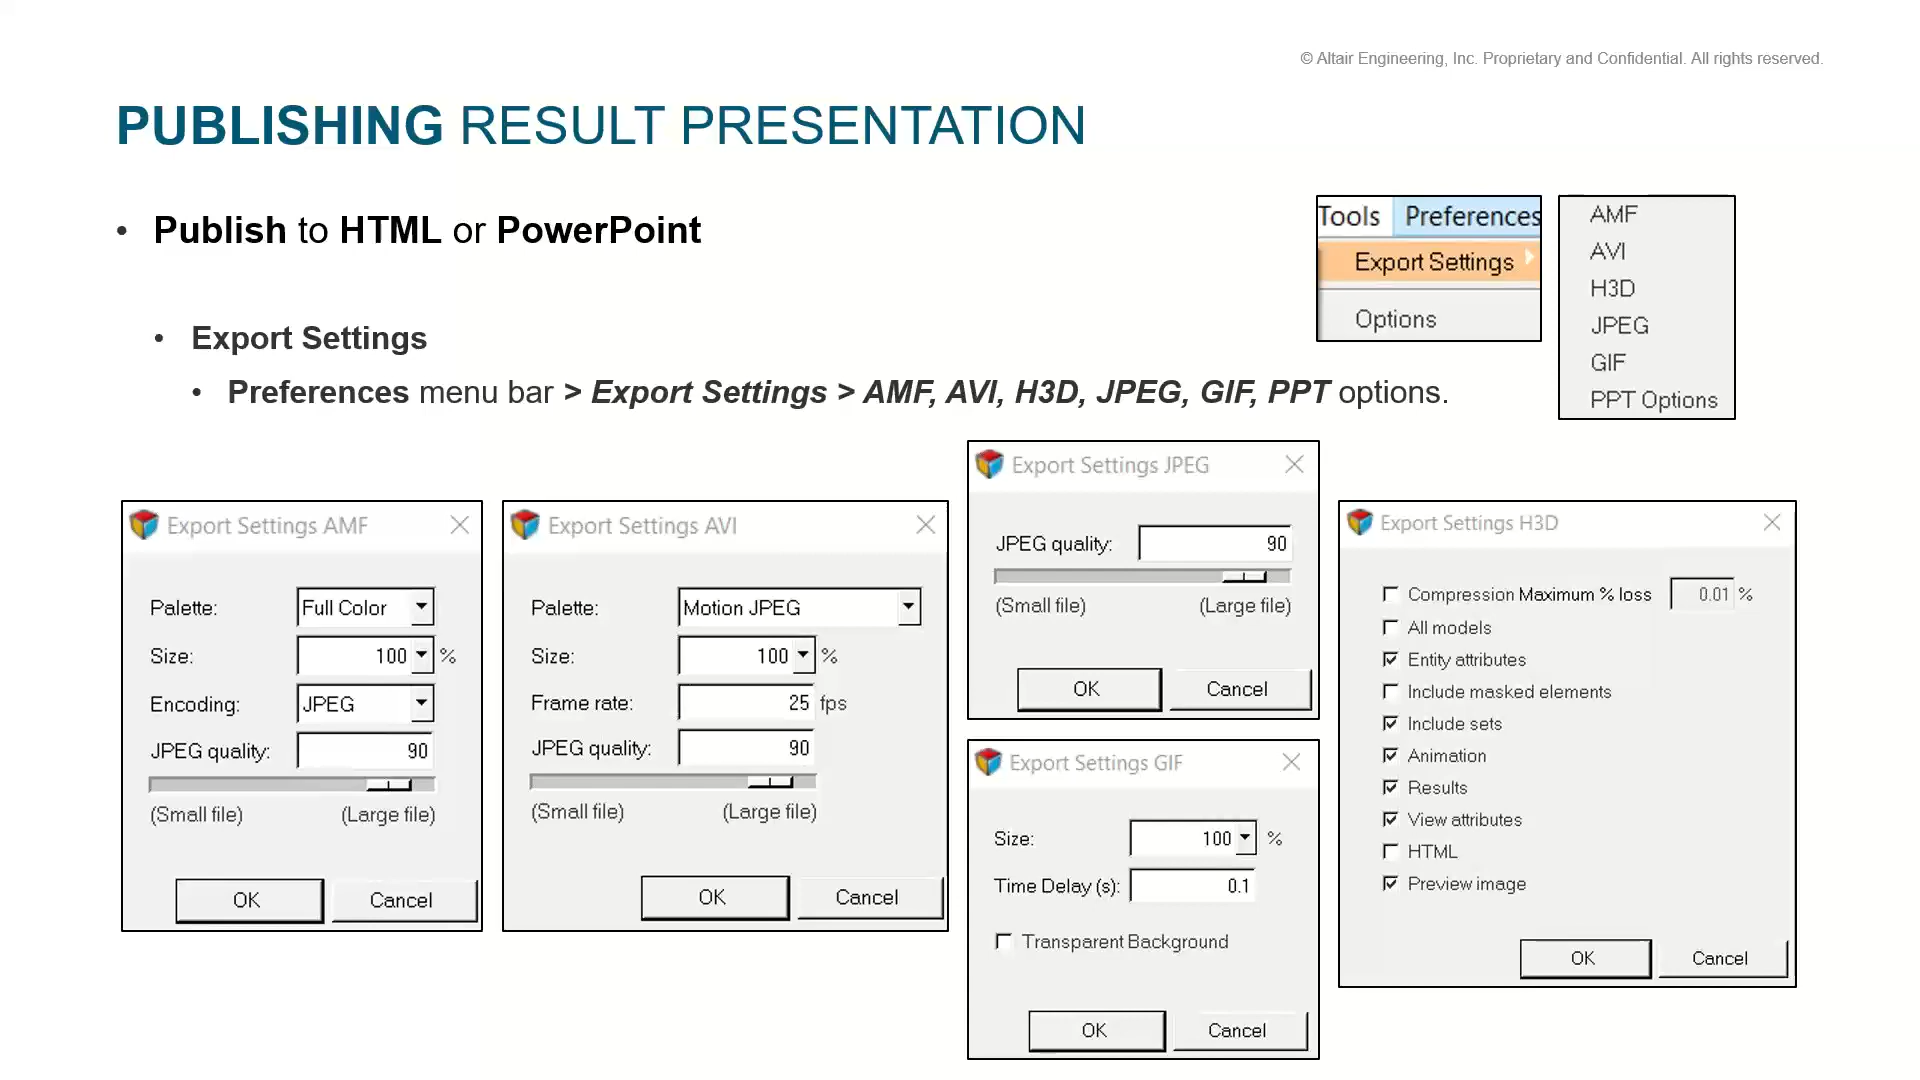 © Altair Engineering, Inc. Proprietary and Confidential. All rights reserved.
PUBLISHING RESULT PRESENTATION
• Publish to HTML or PowerPoint
Tools Preferences
Export Settings
Options
AMF
AVI
H3D
JPEG
GIF
PPT Options
• Export Settings
• Preferences menu bar > Export Settings > AMF, AVI, H3D, JPEG, GIF, PPT options.
Export Settings AMF
Palette: Full Color
Size: 100 %
Encoding: JPEG
JPEG quality: 90
(Small file) (Large file)
OK Cancel
Export Settings AVI
Palette: Motion JPEG
Size: 100 %
Frame rate: 25 fps
JPEG quality: 90
(Small file) (Large file)
OK Cancel
Export Settings JPEG
JPEG quality: 90
(Small file) (Large file)
OK Cancel
Export Settings GIF
Size: 100 %
Time Delay (s): 0.1
Transparent Background
OK Cancel
Export Settings H3D
Compression Maximum % loss 0.01 %
All models
Entity attributes
Include masked elements
Include sets
Animation
Results
View attributes
HTML
Preview image
OK Cancel